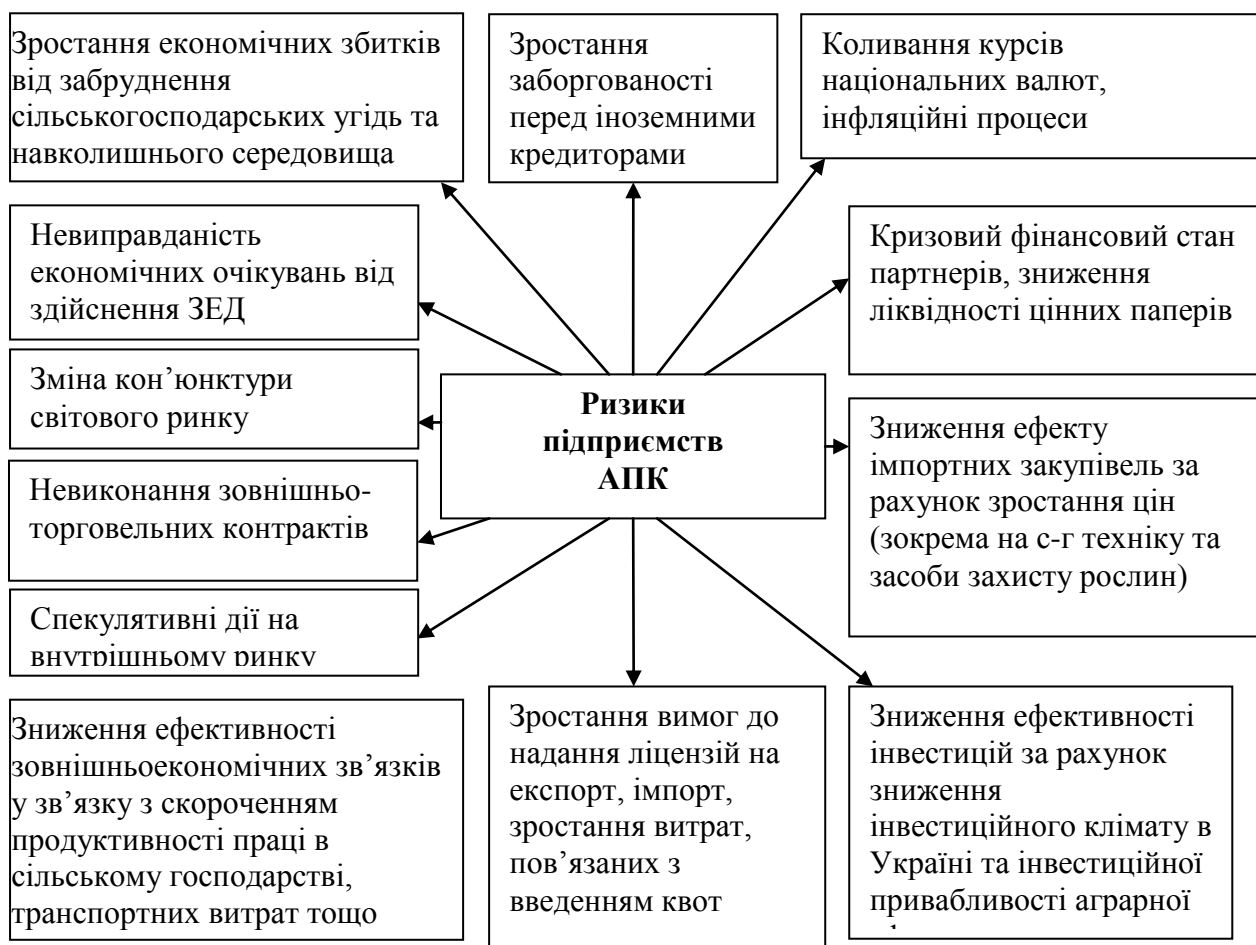 Зростання економічних збитків
від забруднення
сільськогосподарських угідь та
навколишнього середовища
Зростання
заборгованості
перед іноземними
кредиторами
Коливання курсів
національних валют,
інфляційні процеси
Невиправданість
економічних очікувань від
здійснення ЗЕД
Кризовий фінансовий стан
партнерів, зниження
ліквідності цінних паперів
Зміна кон’юнктури
світового ринку
Ризики
підприємств
АПК
Зниження ефекту
імпортних закупівель за
рахунок зростання цін
(зокрема на с-г техніку та
засоби захисту рослин)
Невиконання зовнішньо-
торговельних контрактів
Спекулятивні дії на
внутрішньому ринку
Зниження ефективності
зовнішньоекономічних зв’язків
у зв’язку з скороченням
продуктивності праці в
сільському господарстві,
транспортних витрат тощо
Зростання вимог до
надання ліцензій на
експорт, імпорт,
зростання витрат,
пов’язаних з
введенням квот
Зниження ефективності
інвестицій за рахунок
зниження
інвестиційного клімату в
Україні та інвестиційної
привабливості аграрної